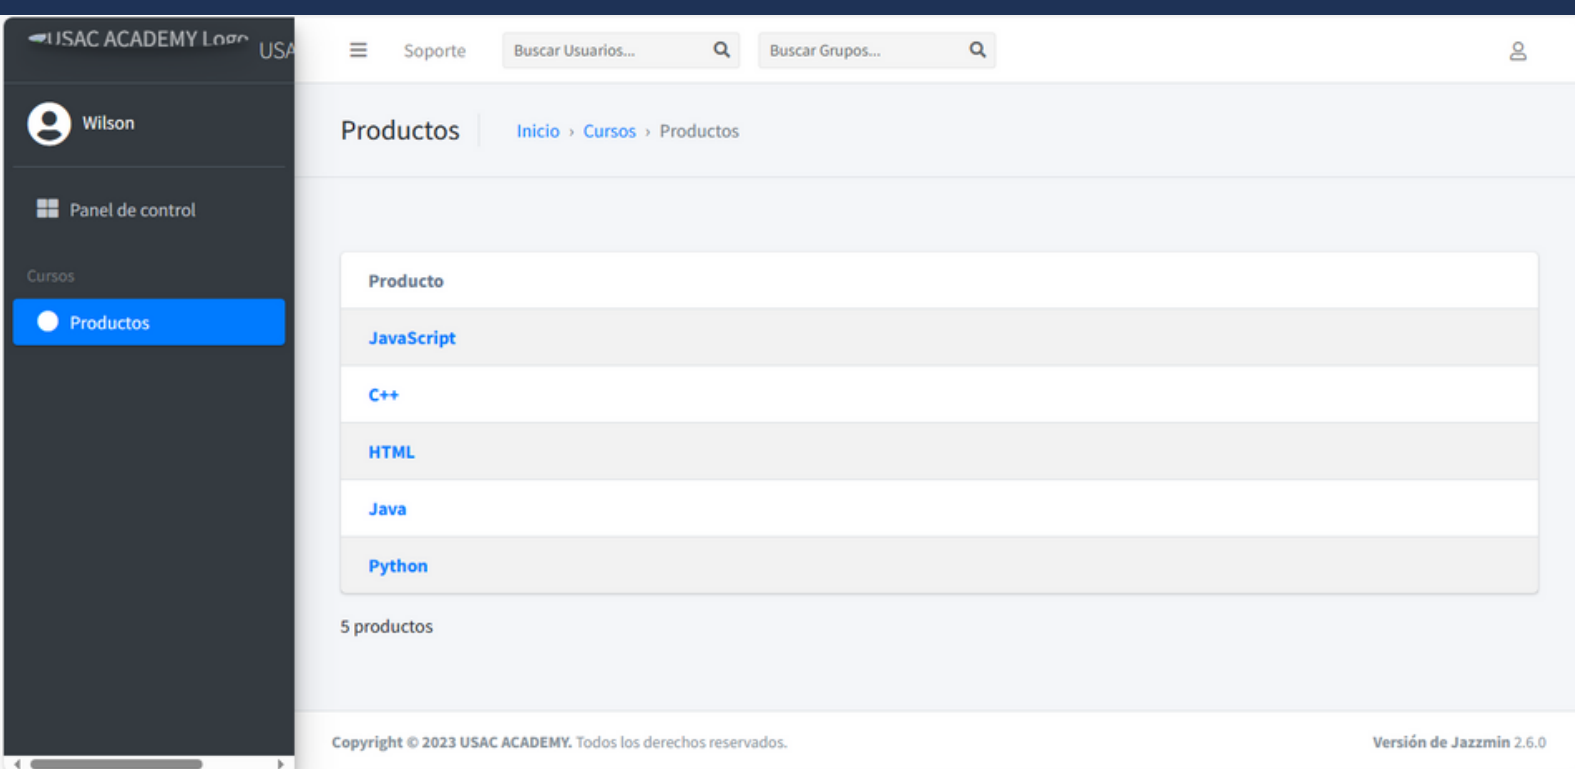 USAC ACADEMY Logo USA
Wilson
Panel de control
Cursos
Productos
Soporte Buscar Usuarios... Buscar Grupos...
Productos Inicio › Cursos › Productos
Producto
JavaScript
C++
HTML
Java
Python
5 productos
Copyright © 2023 USAC ACADEMY. Todos los derechos reservados. Versión de Jazzmin 2.6.0